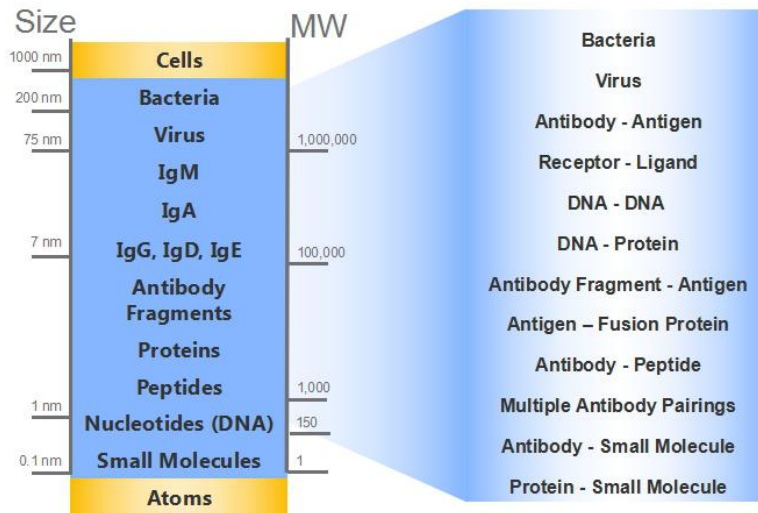 Size
MW
1000 nm
200 nm
75 nm
7 nm
1 nm
0.1 nm
Cells
Bacteria
Virus
IgM
IgA
IgG, IgD, IgE
Antibody
Fragments
Proteins
Peptides
Nucleotides (DNA)
Small Molecules
Atoms
1,000,000
100,000
1,000
150
1
Bacteria
Virus
Antibody - Antigen
Receptor - Ligand
DNA - DNA
DNA - Protein
Antibody Fragment - Antigen
Antigen – Fusion Protein
Antibody - Peptide
Multiple Antibody Pairings
Antibody - Small Molecule
Protein - Small Molecule